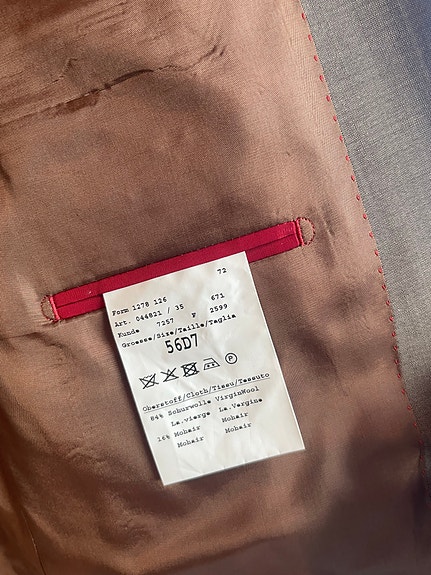 72
Form 1278 126
Art. 044821 / 35 671
Kunde 7257 F 2599
Groesse/Size/Taille/Taglia
56D7
P
Oberstoff/Cloth/Tissu/Tessuto
84% Schurwolle VirginWool
La.vierge La.Vergine
16% Mohair Mohair
Mohair Mohair